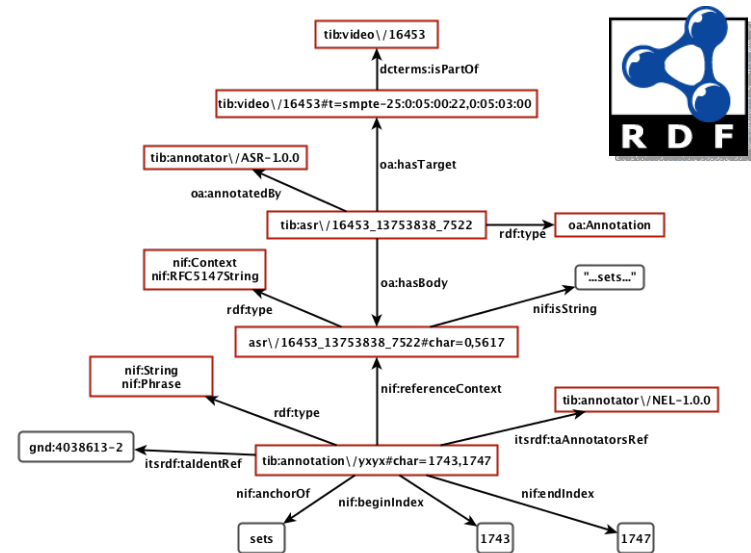 tib:video\/16453
dcterms:isPartOf
tib:video\/16453#t=smpte-25:0:05:00:22,0:05:03:00
RDF
tib:annotator\/ASR-1.0.0
oa:hasTarget
oa:annotatedBy
tib:asr\/16453_13753838_7522
rdf:type
oa:Annotation
nif:Context
nif:RFC5147String
oa:hasBody
"...sets..."
rdf:type
nif:isString
asr\/16453_13753838_7522#char=0,5617
nif:String
nif:Phrase
nif:referenceContext
tib:annotator\/NEL-1.0.0
rdf:type
itsrdf:taAnnotatorsRef
gnd:4038613-2
itsrdf:taIdentRef
tib:annotation\/yxyx#char=1743,1747
nif:anchorOf
nif:beginIndex
nif:endIndex
sets
1743
1747